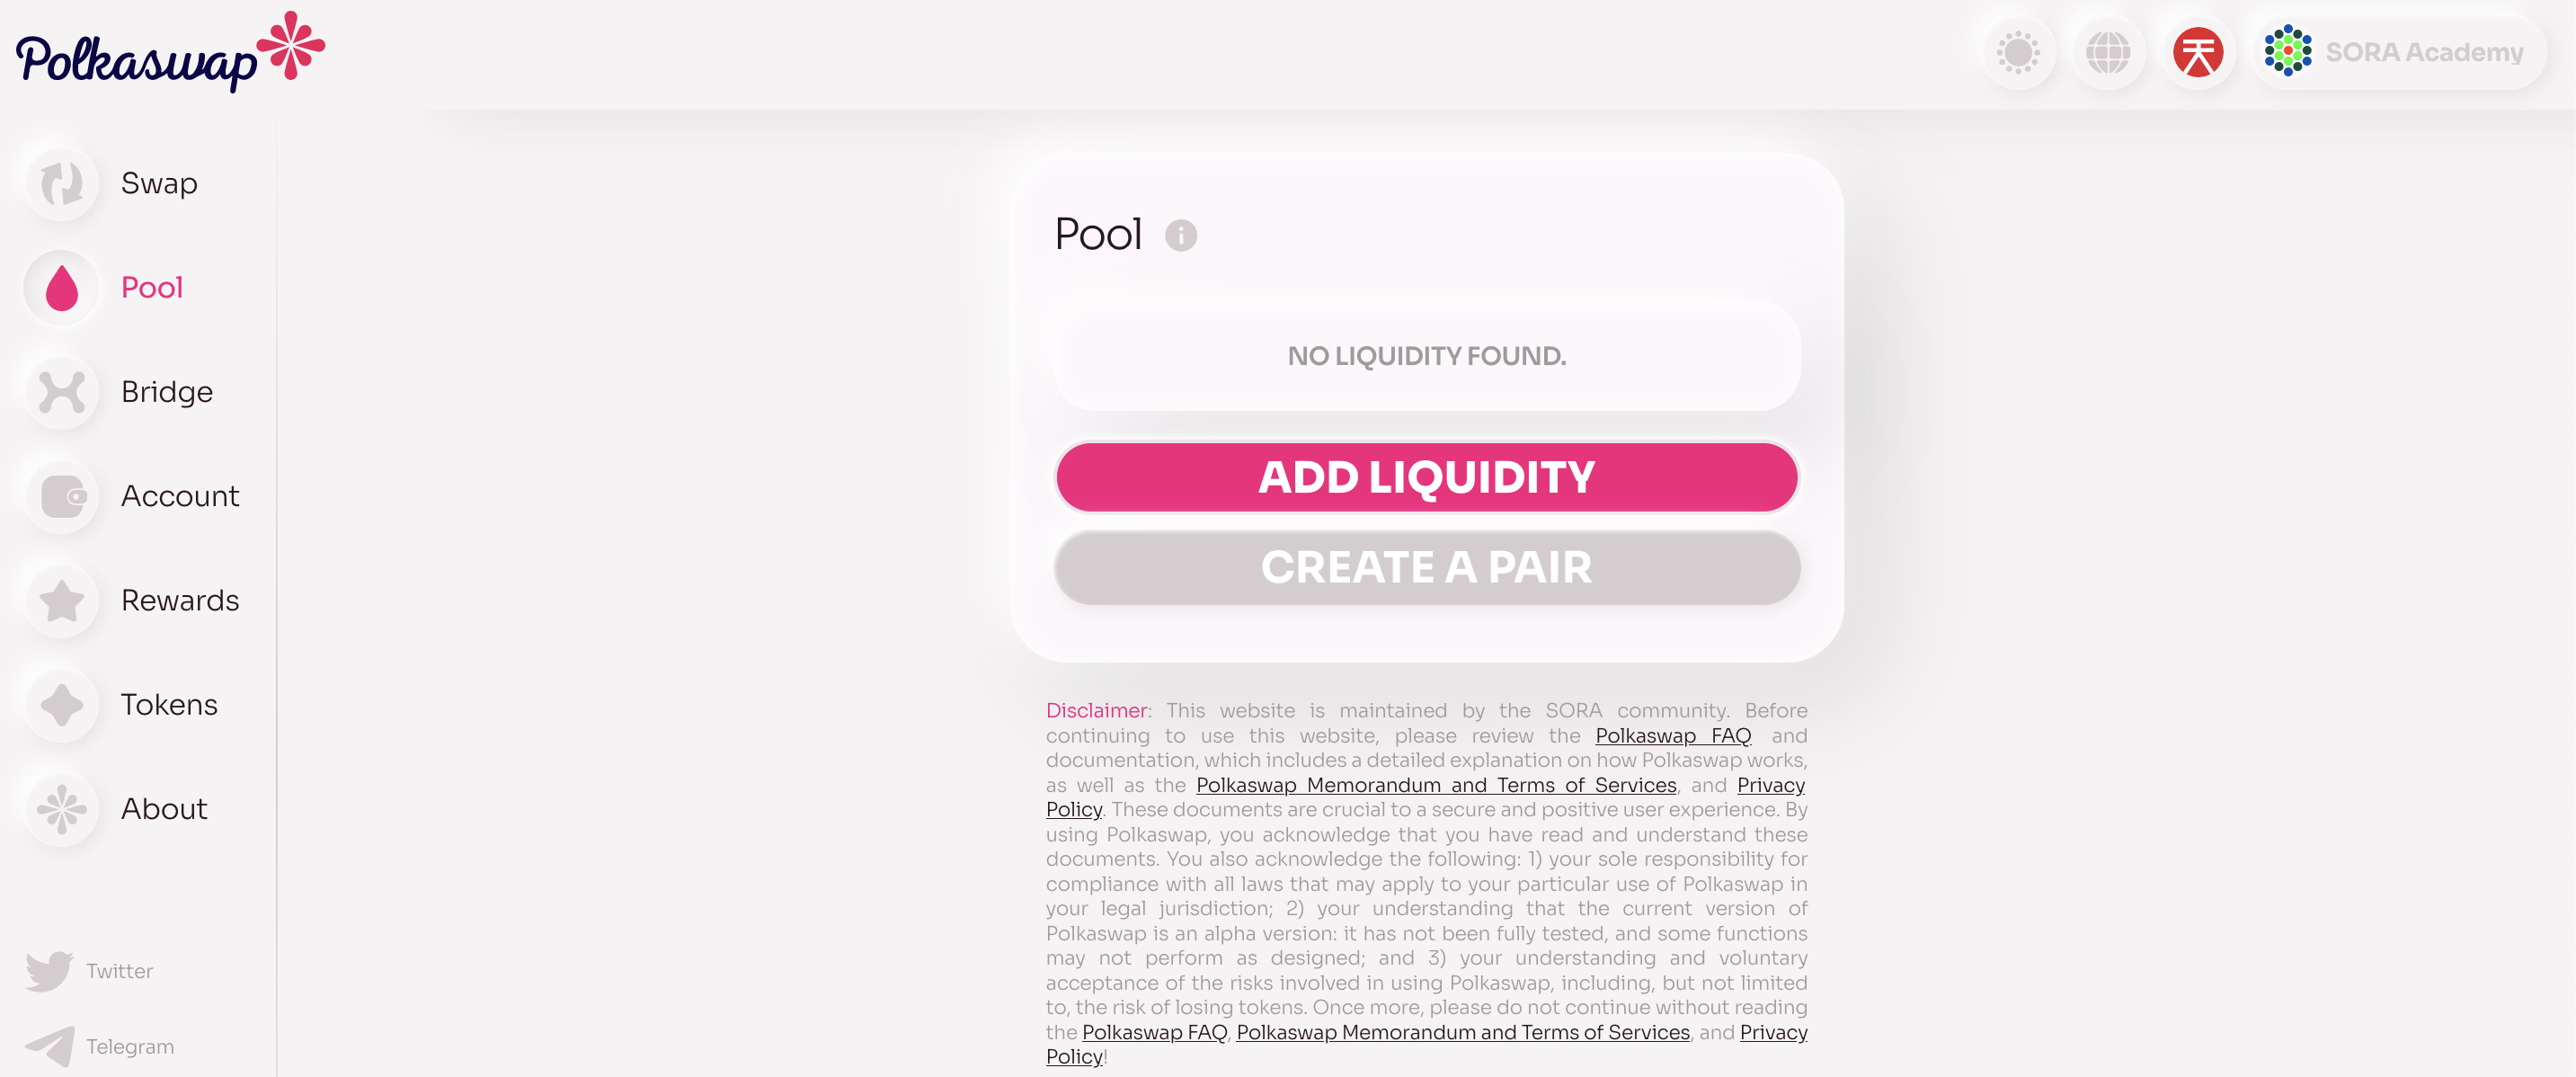 Polkaswap
SORA Academy
Swap
Pool
Bridge
Account
Rewards
Tokens
About
Twitter
Telegram
Pool
NO LIQUIDITY FOUND.
ADD LIQUIDITY
CREATE A PAIR
Disclaimer: This website is maintained by the SORA community. Before
continuing to use this website, please review the Polkaswap FAQ and
documentation, which includes a detailed explanation on how Polkaswap works,
as well as the Polkaswap Memorandum and Terms of Services, and Privacy
Policy. These documents are crucial to a secure and positive user experience. By
using Polkaswap, you acknowledge that you have read and understand these
documents. You also acknowledge the following: 1) your sole responsibility for
compliance with all laws that may apply to your particular use of Polkaswap in
your legal jurisdiction; 2) your understanding that the current version of
Polkaswap is an alpha version: it has not been fully tested, and some functions
may not perform as designed; and 3) your understanding and voluntary
acceptance of the risks involved in using Polkaswap, including, but not limited
to, the risk of losing tokens. Once more, please do not continue without reading
the Polkaswap FAQ, Polkaswap Memorandum and Terms of Services, and Privacy
Policy!